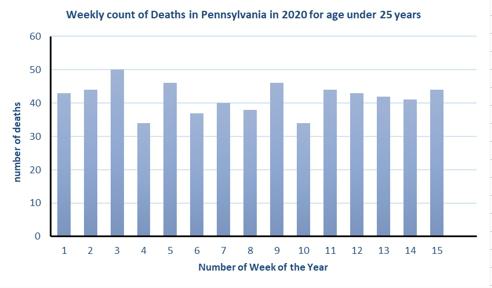 Weekly count of Deaths in Pennsylvania in 2020 for age under 25 years
60
50
40
30
20
10
0
number of deaths
1 2 3 4 5 6 7 8 9 10 11 12 13 14 15
Number of Week of the Year